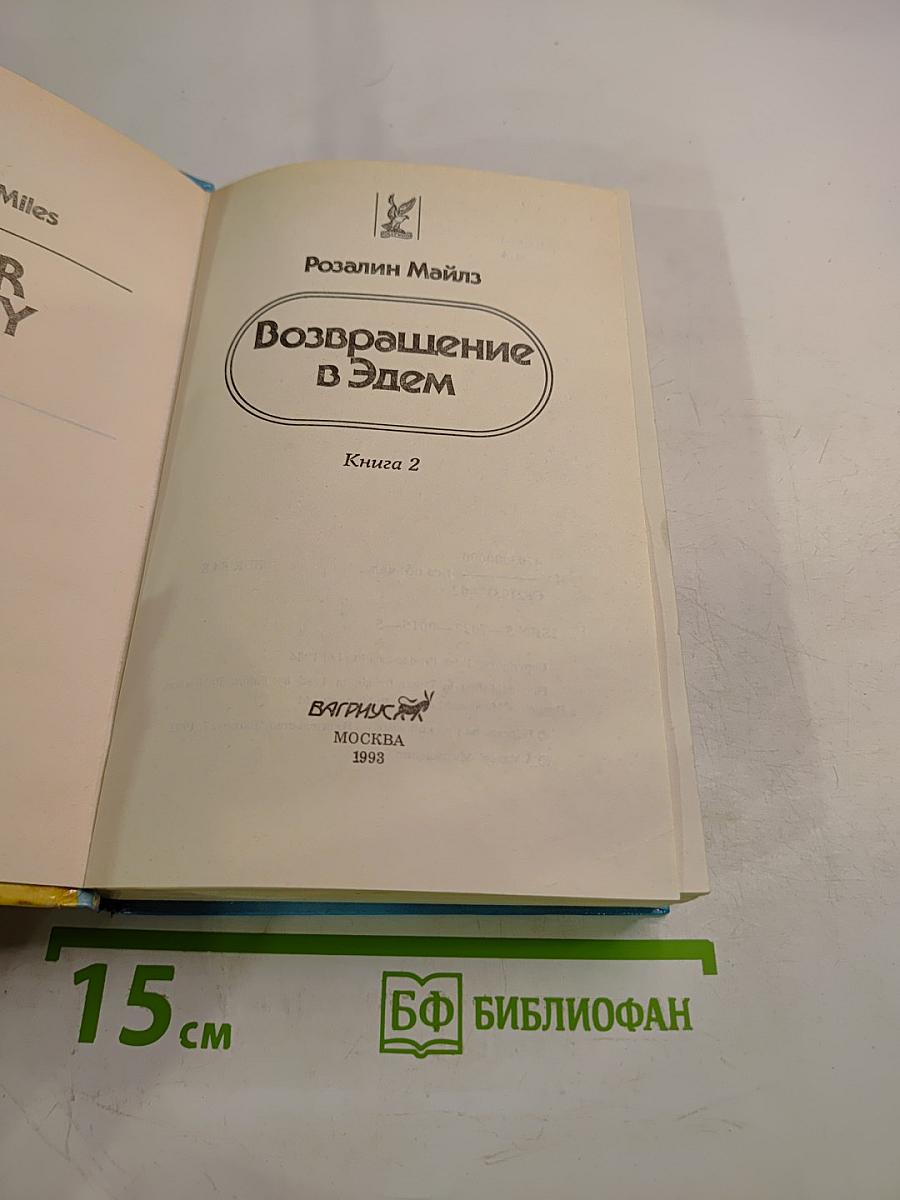 Miles
R
Y
Розалин Майлз
Возвращение
в Эдем
Книга 2
ВАГРИУС
МОСКВА
1993
15 см
БФ БИБЛИОФАН